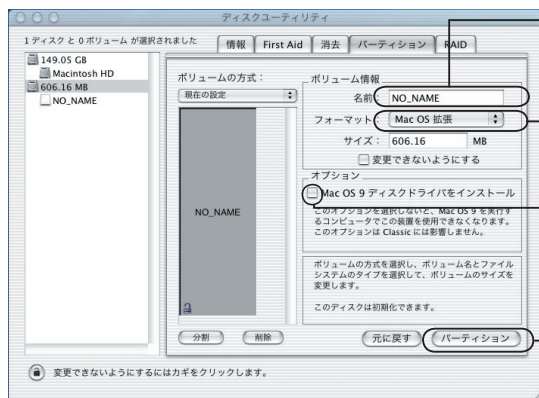 ディスクユーティリティ
1 ディスク と 0 ボリューム が選択されました
情報
First Aid
消去
パーティション
RAID
149.05 GB
Macintosh HD
606.16 MB
NO_NAME
ボリュームの方式：
現在の設定
NO_NAME
分割
削除
ボリューム情報
名前： NO_NAME
フォーマット： Mac OS 拡張
サイズ： 606.16 MB
変更できないようにする
オプション
Mac OS 9 ディスクドライバをインストール
このオプションを選択しないと、Mac OS 9 を実行す
るコンピュータでこの装置を使用できなくなります。
このオプションは Classic には影響しません。
ボリュームの方式を選択し、ボリューム名とファイル
システムのタイプを選択して、ボリュームのサイズを
変更します。
このディスクは初期化できます。
元に戻す
パーティション
変更できないようにするにはカギをクリックします。